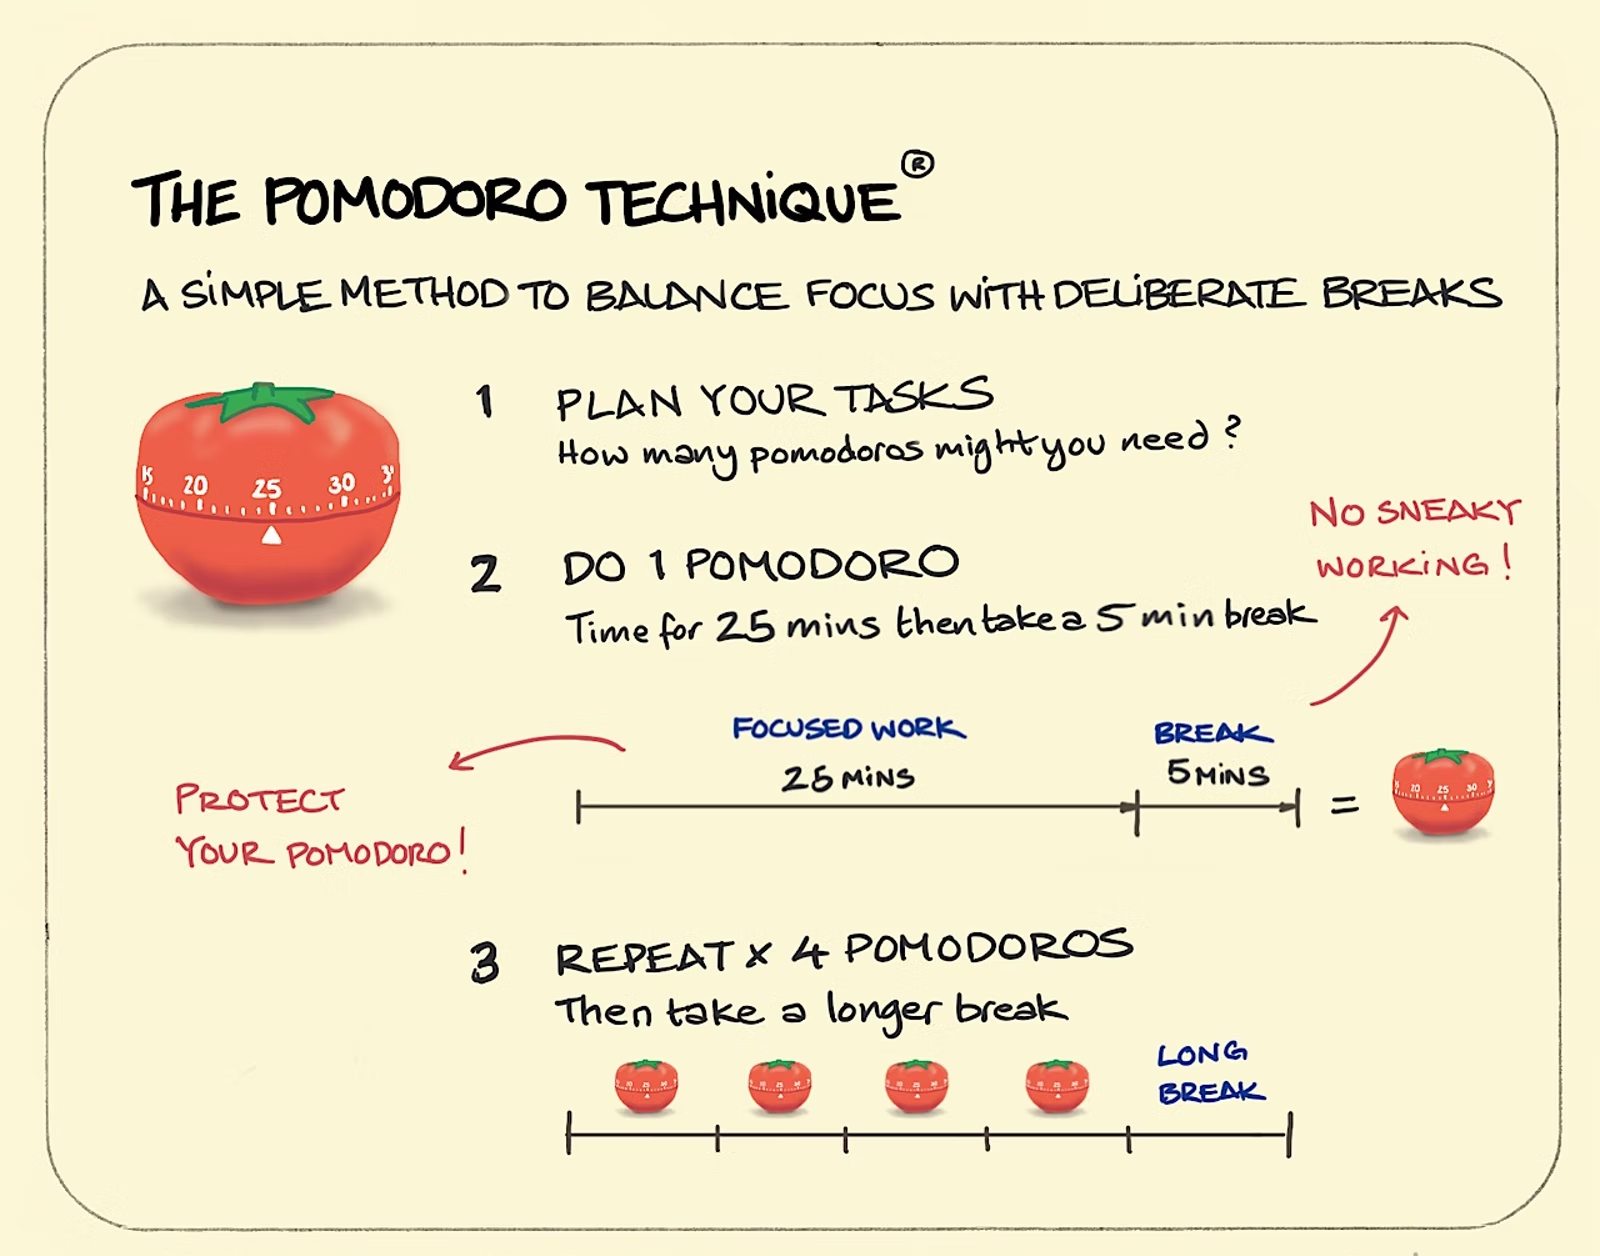 THE POMODORO TECHNIQUE®
A SIMPLE METHOD TO BALANCE FOCUS WITH DELIBERATE BREAKS
1 PLAN YOUR TASKS
How many pomodoros might you need?
15 20 25 30
2 DO 1 POMODORO
Time for 25 mins then take a 5 min break
NO SNEAKY
WORKING!
FOCUSED WORK
25 MINS
BREAK
5 MINS
=
20 25 30
PROTECT
YOUR POMODORO!
3 REPEAT x 4 POMODOROS
Then take a longer break
LONG
BREAK